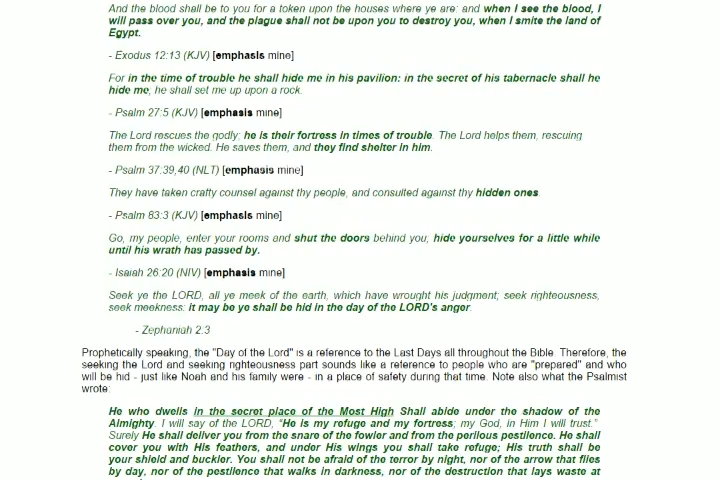 And the blood shall be to you for a token upon the houses where ye are: and when I see the blood, I
will pass over you, and the plague shall not be upon you to destroy you, when I smite the land of
Egypt.
- Exodus 12:13 (KJV) [emphasis mine]
For in the time of trouble he shall hide me in his pavilion: in the secret of his tabernacle shall he
hide me; he shall set me up upon a rock.
- Psalm 27:5 (KJV) [emphasis mine]
The Lord rescues the godly; he is their fortress in times of trouble. The Lord helps them, rescuing
them from the wicked. He saves them, and they find shelter in him.
- Psalm 37:39,40 (NLT) [emphasis mine]
They have taken crafty counsel against thy people, and consulted against thy hidden ones.
- Psalm 83:3 (KJV) [emphasis mine]
Go, my people, enter your rooms and shut the doors behind you; hide yourselves for a little while
until his wrath has passed by.
- Isaiah 26:20 (NIV) [emphasis mine]
Seek ye the LORD, all ye meek of the earth, which have wrought his judgment; seek righteousness,
seek meekness: it may be ye shall be hid in the day of the LORD's anger.
- Zephaniah 2:3
Prophetically speaking, the "Day of the Lord" is a reference to the Last Days all throughout the Bible. Therefore, the
seeking the Lord and seeking righteousness part sounds like a reference to people who are "prepared" and who
will be hid - just like Noah and his family were - in a place of safety during that time. Note also what the Psalmist
wrote:
He who dwells in the secret place of the Most High Shall abide under the shadow of the
Almighty. I will say of the LORD, "He is my refuge and my fortress; my God, in Him I will trust."
Surely He shall deliver you from the snare of the fowler and from the perilous pestilence. He shall
cover you with His feathers, and under His wings you shall take refuge; His truth shall be
your shield and buckler. You shall not be afraid of the terror by night, nor of the arrow that flies
by day, nor of the pestilence that walks in darkness, nor of the destruction that lays waste at